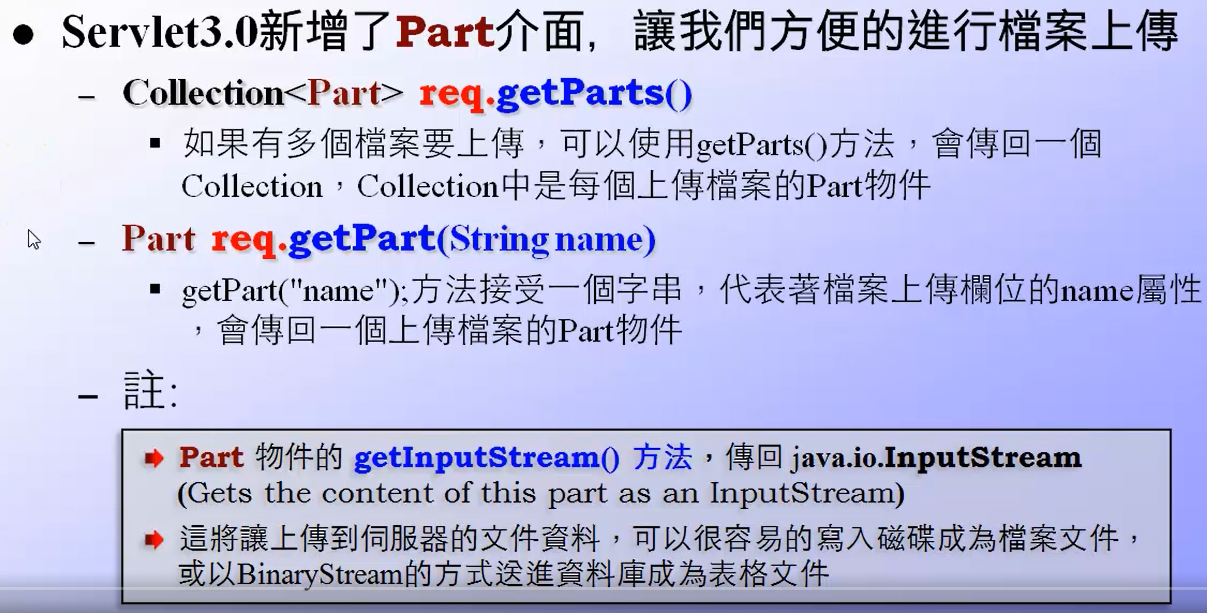 ● Servlet3.0新增了Part介面，讓我們方便的進行檔案上傳
– Collection<Part> req.getParts()
▪ 如果有多個檔案要上傳，可以使用getParts()方法，會傳回一個
Collection，Collection中是每個上傳檔案的Part物件
– Part req.getPart(String name)
▪ getPart("name");方法接受一個字串，代表著檔案上傳欄位的name屬性
，會傳回一個上傳檔案的Part物件
– 註:
Part 物件的 getInputStream() 方法，傳回 java.io.InputStream
(Gets the content of this part as an InputStream)
這將讓上傳到伺服器的文件資料，可以很容易的寫入磁碟成為檔案文件，
或以BinaryStream的方式送進資料庫成為表格文件